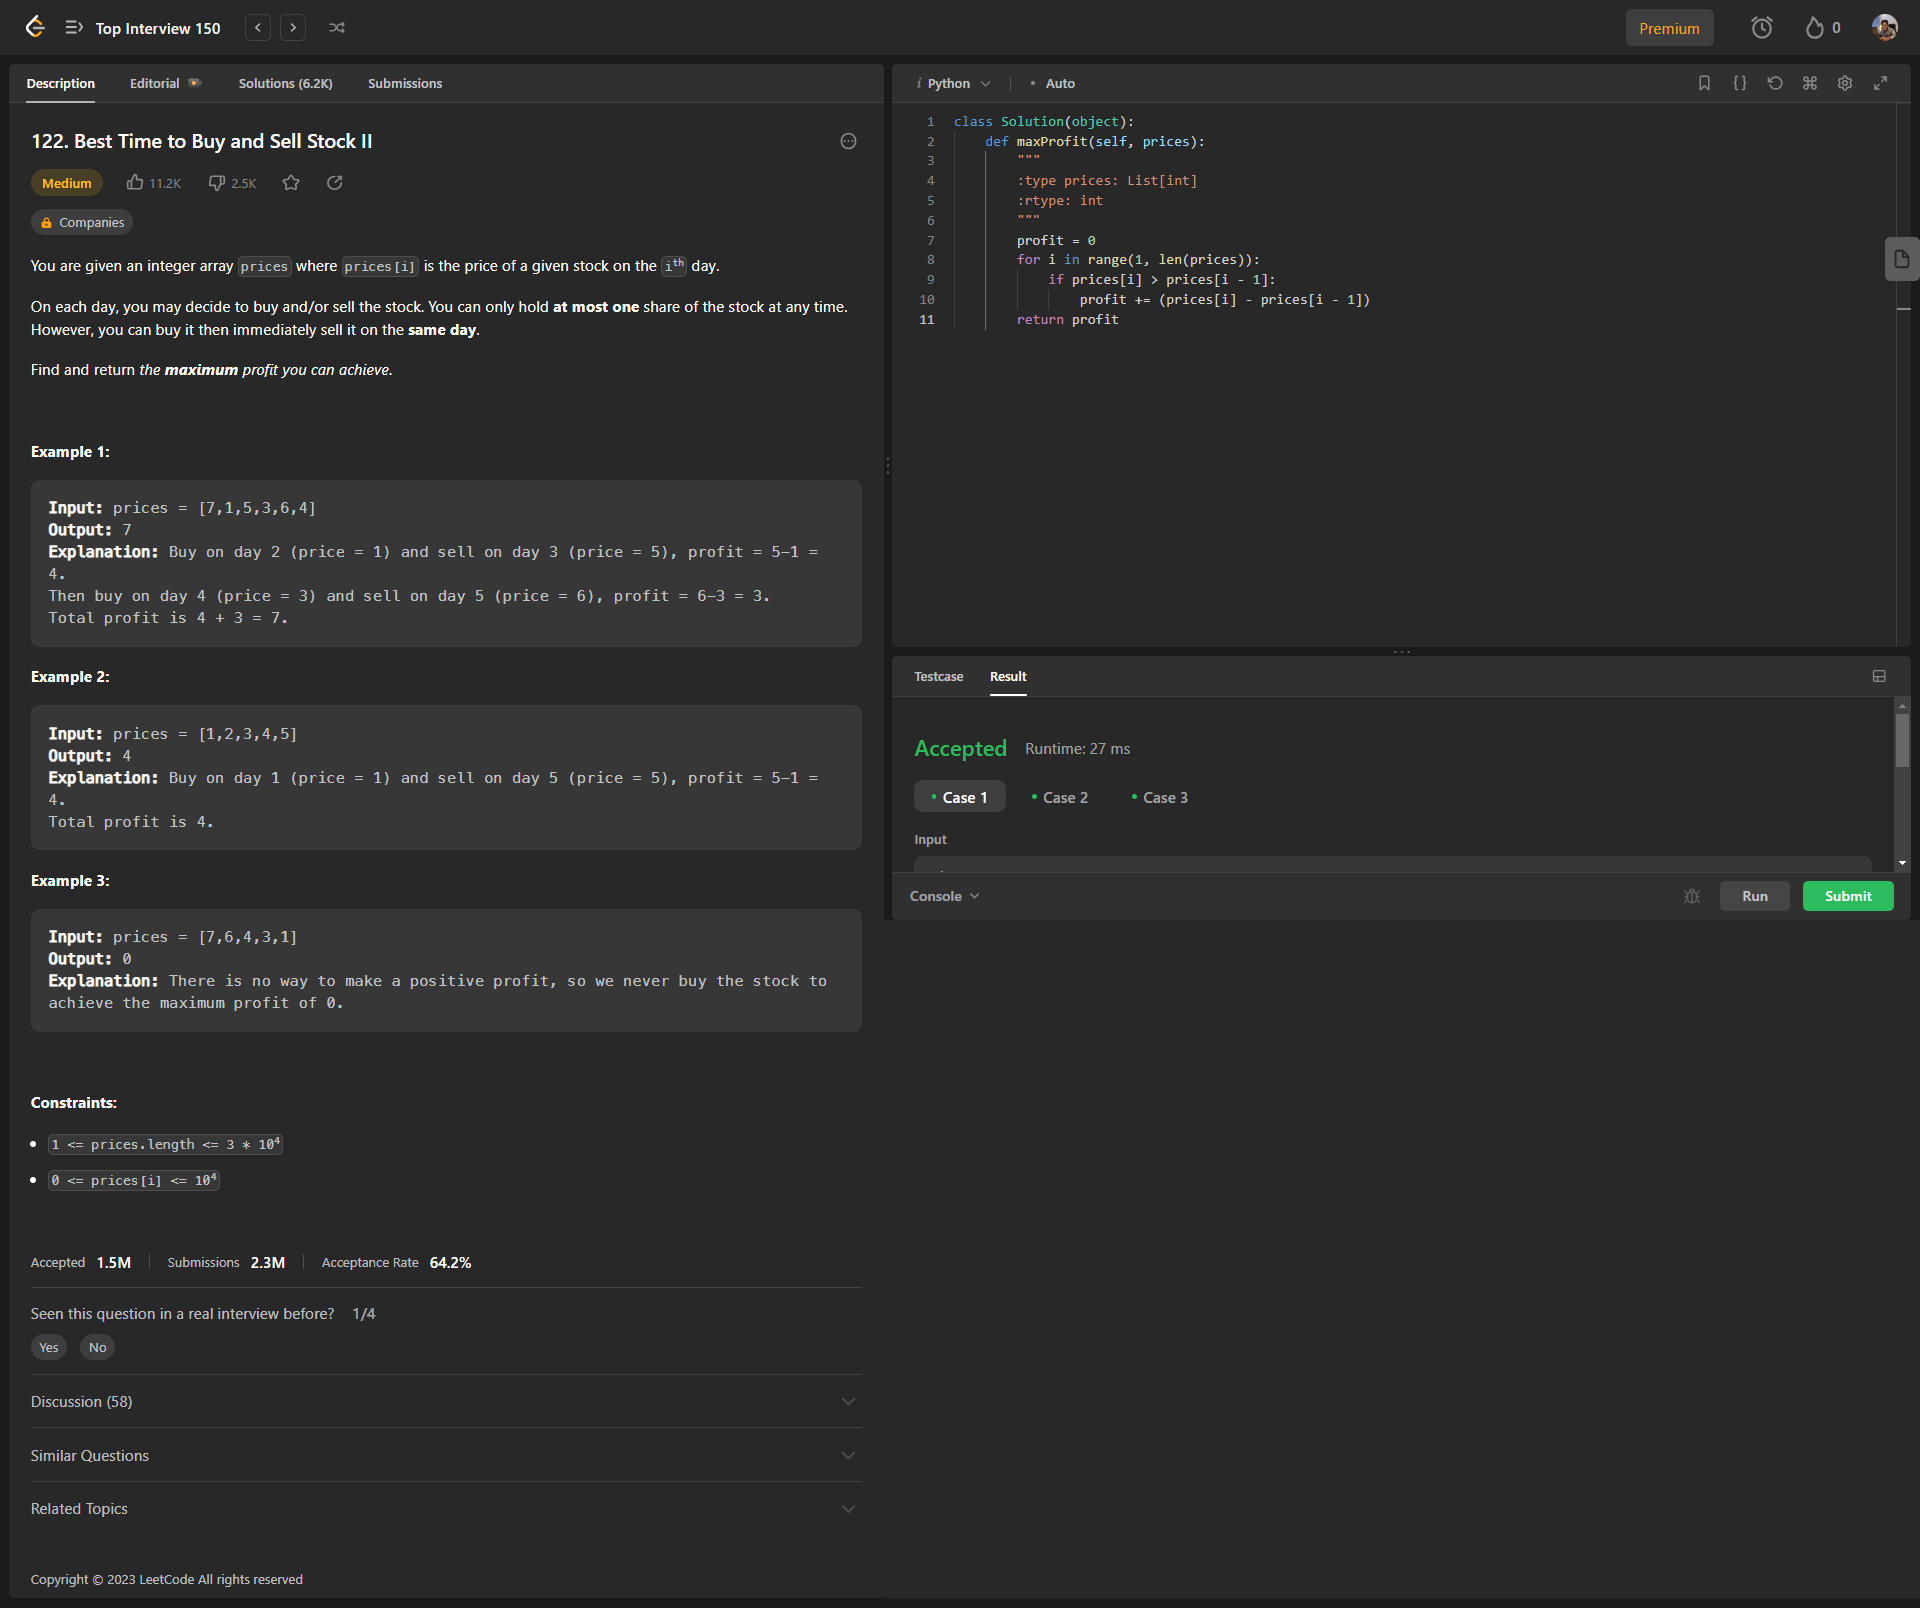 Top Interview 150
Premium
0
Description Editorial Solutions (6.2K) Submissions
122. Best Time to Buy and Sell Stock II
Medium 11.2K 2.5K
Companies
You are given an integer array prices where prices[i] is the price of a given stock on the ith day.
On each day, you may decide to buy and/or sell the stock. You can only hold at most one share of the stock at any time.
However, you can buy it then immediately sell it on the same day.
Find and return the maximum profit you can achieve.
Example 1:
Input: prices = [7,1,5,3,6,4]
Output: 7
Explanation: Buy on day 2 (price = 1) and sell on day 3 (price = 5), profit = 5-1 =
4.
Then buy on day 4 (price = 3) and sell on day 5 (price = 6), profit = 6-3 = 3.
Total profit is 4 + 3 = 7.
Example 2:
Input: prices = [1,2,3,4,5]
Output: 4
Explanation: Buy on day 1 (price = 1) and sell on day 5 (price = 5), profit = 5-1 =
4.
Total profit is 4.
Example 3:
Input: prices = [7,6,4,3,1]
Output: 0
Explanation: There is no way to make a positive profit, so we never buy the stock to
achieve the maximum profit of 0.
Constraints:
1 <= prices.length <= 3 * 10⁴
0 <= prices[i] <= 10⁴
Accepted 1.5M Submissions 2.3M Acceptance Rate 64.2%
Seen this question in a real interview before? 1/4
Yes No
Discussion (58)
Similar Questions
Related Topics
Copyright © 2023 LeetCode All rights reserved
i Python • Auto
1 class Solution(object):
2 def maxProfit(self, prices):
3 """
4 :type prices: List[int]
5 :rtype: int
6 """
7 profit = 0
8 for i in range(1, len(prices)):
9 if prices[i] > prices[i - 1]:
10 profit += (prices[i] - prices[i - 1])
11 return profit
Testcase Result
Accepted Runtime: 27 ms
• Case 1 • Case 2 • Case 3
Input
Console Run Submit